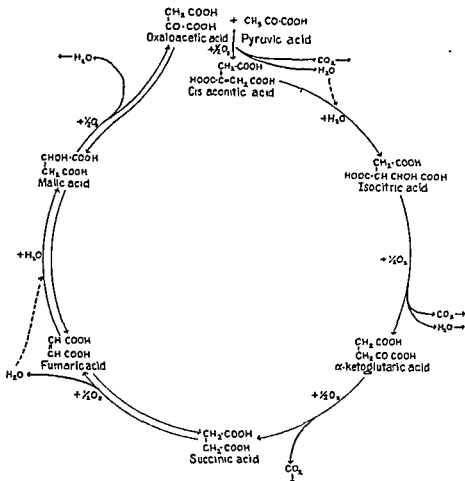 CH₂ COOH
CO·COOH
Oxaloacetic acid
+ CH₃ CO·COOH
Pyruvic acid
+½O₂
CO₂
H₂O
CH₂·COOH
HOOC·C=CH·COOH
Cis aconitic acid
+H₂O
CH₂·COOH
HOOC·CH CHOH COOH
Isocitric acid
+½O₂
CO₂
H₂O
CH₂ COOH
CH₂ CO COOH
α-ketoglutaric acid
+½O₂
CO₂
CH₂·COOH
CH₂ COOH
Succinic acid
+½O₂
H₂O
CH COOH
CH COOH
Fumaric acid
+H₂O
CHOH·COOH
CH₂ COOH
Malic acid
+½O₂
H₂O